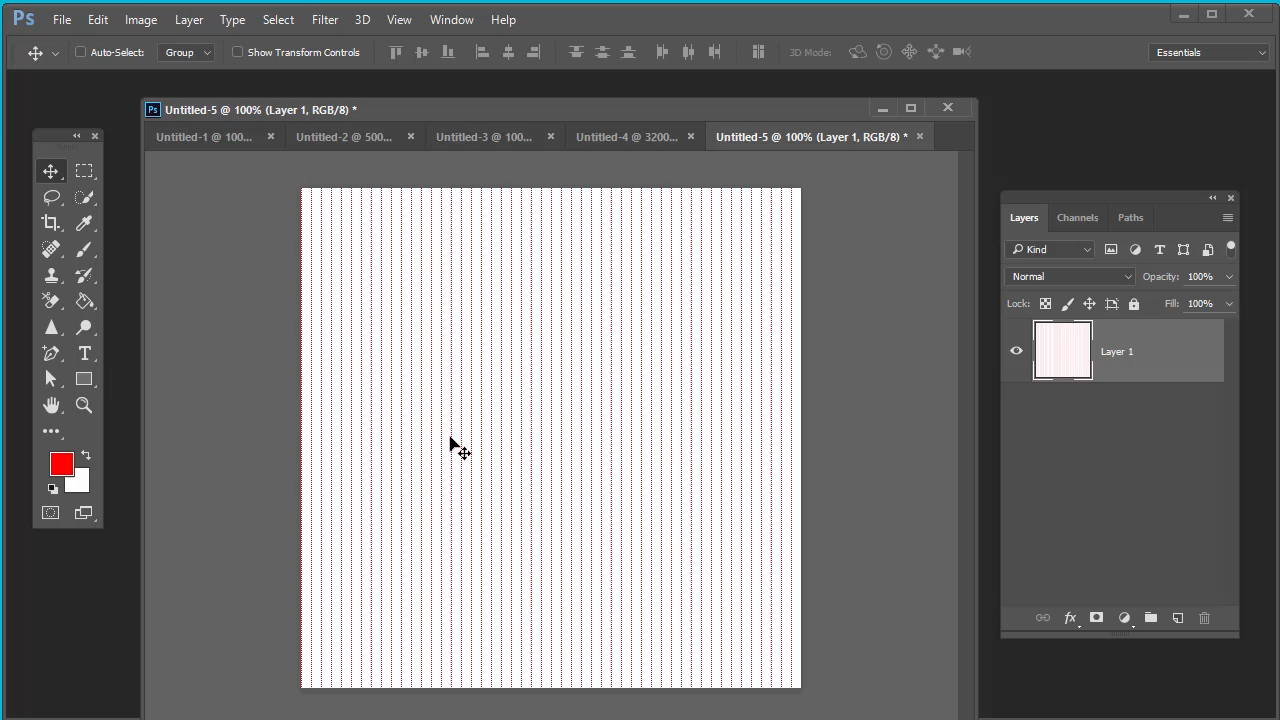 Ps File Edit Image Layer Type Select Filter 3D View Window Help
Auto-Select: Group Show Transform Controls 3D Mode: Essentials
Ps Untitled-5 @ 100% (Layer 1, RGB/8) *
Untitled-1 @ 100... Untitled-2 @ 500... Untitled-3 @ 100... Untitled-4 @ 3200... Untitled-5 @ 100% (Layer 1, RGB/8) *
Layers Channels Paths
Kind
Normal Opacity: 100%
Lock: Fill: 100%
Layer 1
fx